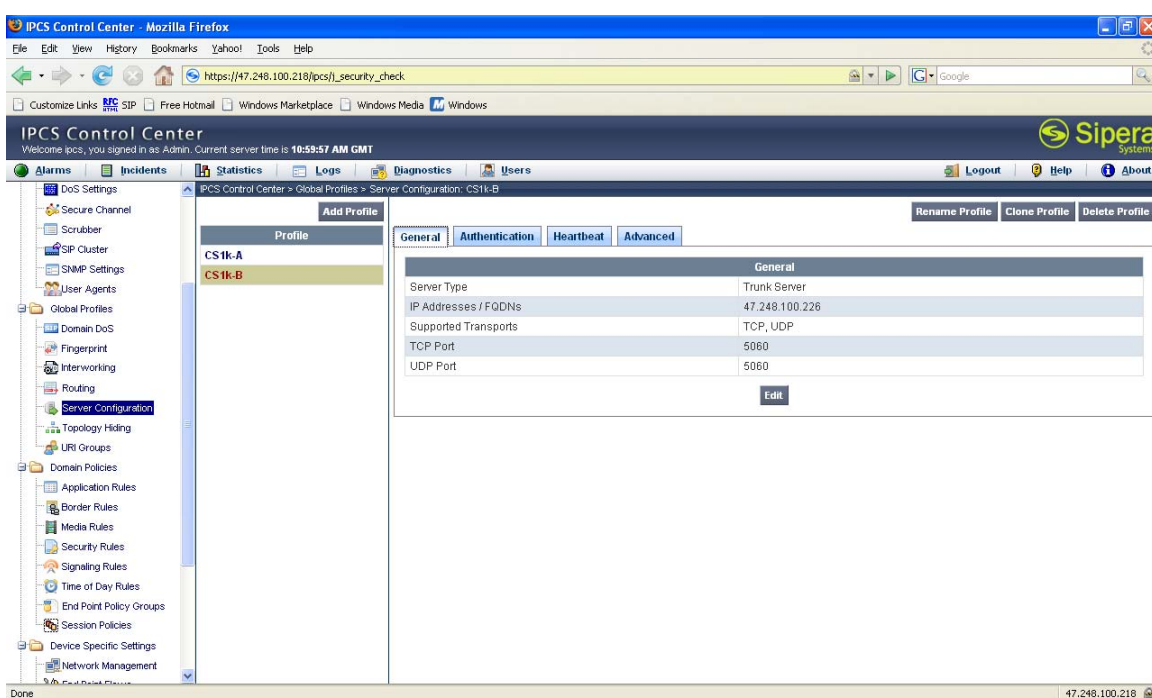 IPCS Control Center - Mozilla Firefox
File Edit View History Bookmarks Yahoo! Tools Help
https://47.248.100.218/ipcs/j_security_check
Google
Customize Links RFC HTML SIP Free Hotmail Windows Marketplace Windows Media Windows
IPCS Control Center
Welcome ipcs, you signed in as Admin. Current server time is 10:59:57 AM GMT
Sipera
Systems
Alarms Incidents Statistics Logs Diagnostics Users Logout Help About
IPCS Control Center > Global Profiles > Server Configuration: CS1k-B
DoS Settings
Secure Channel
Scrubber
SIP Cluster
SNMP Settings
User Agents
Global Profiles
Domain DoS
Fingerprint
Interworking
Routing
Server Configuration
Topology Hiding
URI Groups
Domain Policies
Application Rules
Border Rules
Media Rules
Security Rules
Signaling Rules
Time of Day Rules
End Point Policy Groups
Session Policies
Device Specific Settings
Network Management
Add Profile
Profile
CS1k-A
CS1k-B
Rename Profile Clone Profile Delete Profile
General Authentication Heartbeat Advanced
General
Server Type Trunk Server
IP Addresses / FQDNs 47.248.100.226
Supported Transports TCP, UDP
TCP Port 5060
UDP Port 5060
Edit
Done 47.248.100.218